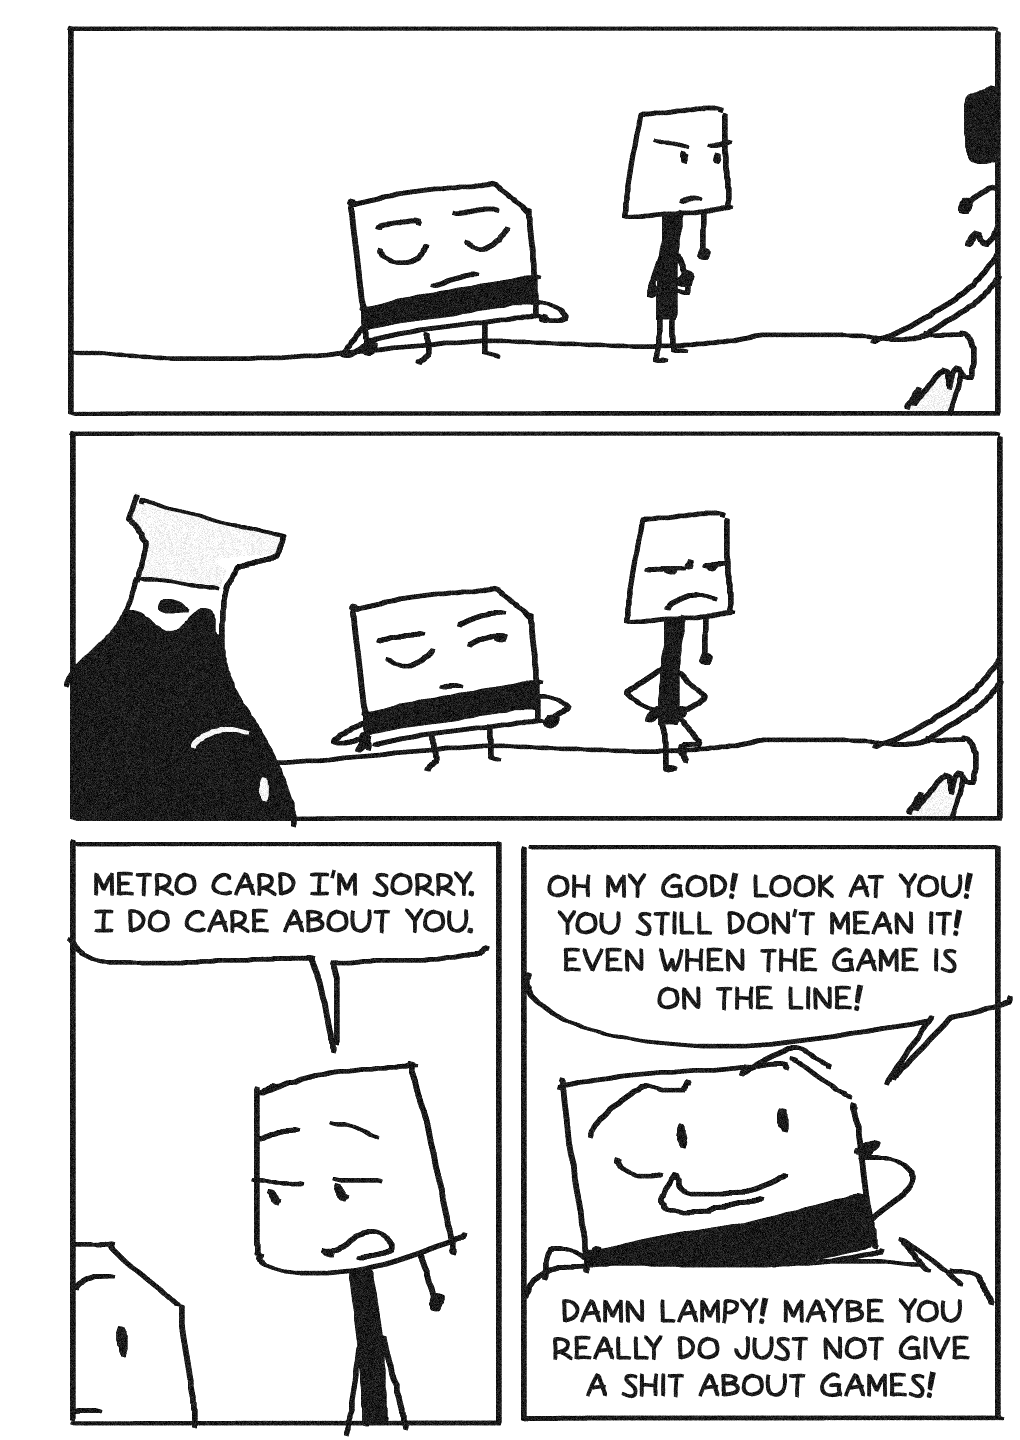 METRO CARD I'M SORRY.
I DO CARE ABOUT YOU.
OH MY GOD! LOOK AT YOU!
YOU STILL DON'T MEAN IT!
EVEN WHEN THE GAME IS
ON THE LINE!
DAMN LAMPY! MAYBE YOU
REALLY DO JUST NOT GIVE
A SHIT ABOUT GAMES!